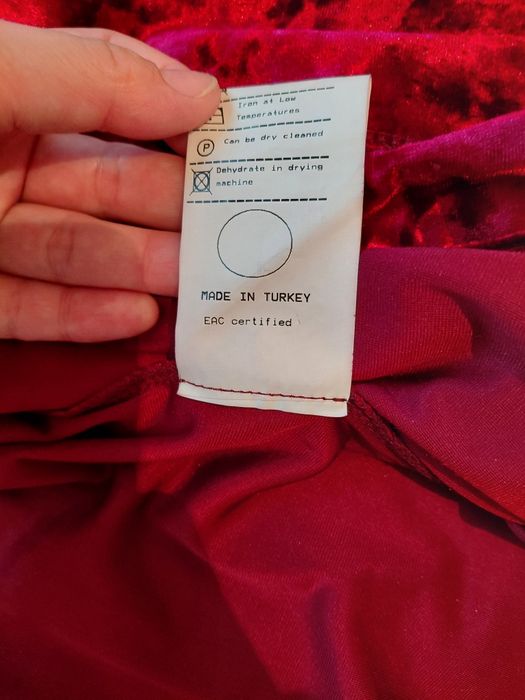 Iron at Low
Temperatures
P
Can be dry cleaned
Dehydrate in drying
machine
MADE IN TURKEY
EAC certified